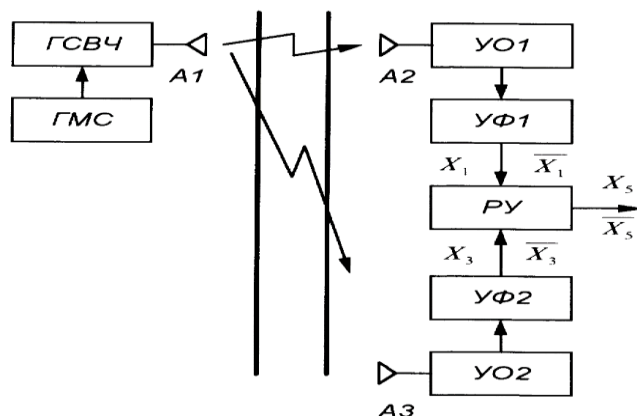 ГСВЧ
А1
А2
УО1
ГМС
УФ1
X₁ X̅₁
РУ
X₅
X̅₅
X₃ X̅₃
УФ2
А3
УО2